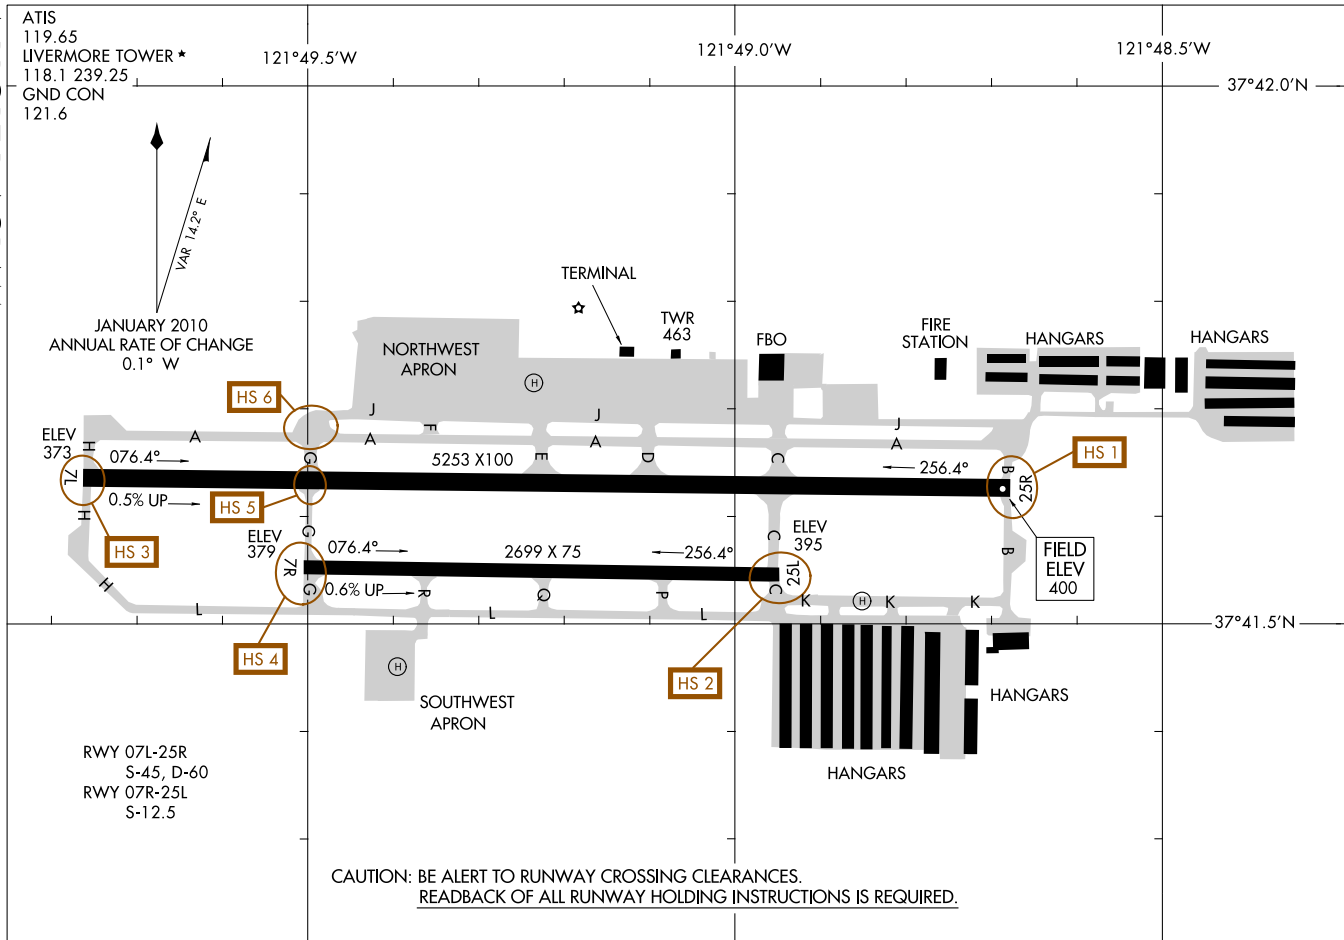 ATIS
119.65
LIVERMORE TOWER ★
118.1 239.25
GND CON
121.6
121°49.5'W
121°49.0'W
121°48.5'W
37°42.0'N
VAR 14.2° E
JANUARY 2010
ANNUAL RATE OF CHANGE
0.1° W
TERMINAL
TWR
463
FBO
FIRE
STATION
HANGARS
HANGARS
NORTHWEST
APRON
H
HS 6
J
J
J
A
A
A
A
F
ELEV
373
H
7L
076.4°
0.5% UP
G
E
D
C
5253 X100
256.4°
B
25R
HS 1
HS 5
HS 3
H
H
G
C
B
ELEV
379
7R
076.4°
0.6% UP
2699 X 75
256.4°
ELEV
395
25L
FIELD
ELEV
400
G
R
Q
P
C
L
L
L
K
H
K
K
37°41.5'N
HS 4
H
HS 2
SOUTHWEST
APRON
HANGARS
HANGARS
RWY 07L-25R
S-45, D-60
RWY 07R-25L
S-12.5
CAUTION: BE ALERT TO RUNWAY CROSSING CLEARANCES.
READBACK OF ALL RUNWAY HOLDING INSTRUCTIONS IS REQUIRED.